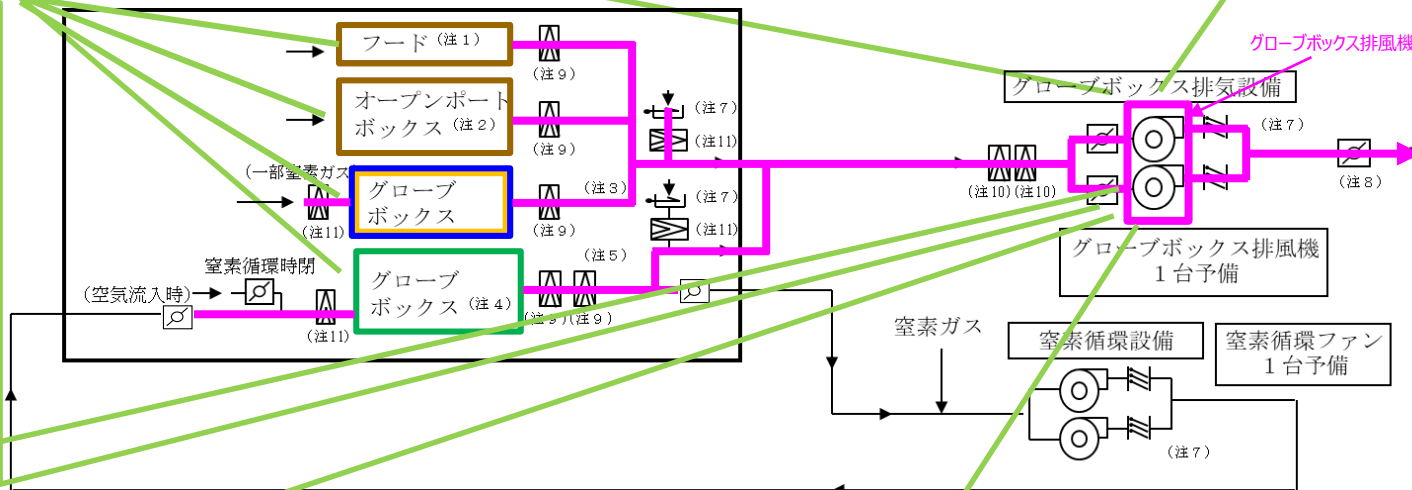 フード（注１）
（注９）
オープンポート
ボックス（注２）
（注９）
（注７）
（注11）
（一部窒素ガス
グローブ
ボックス
（注11）
（注３）
（注９）
（注７）
（注11）
（注５）
窒素循環時閉
（空気流入時）
グローブ
ボックス（注４）
（注11）
（注９）（注９）
グローブボックス排風機
グローブボックス排気設備
（注７）
（注10）（注10）
（注８）
グローブボックス排風機
１台予備
窒素ガス
窒素循環設備
窒素循環ファン
１台予備
（注７）